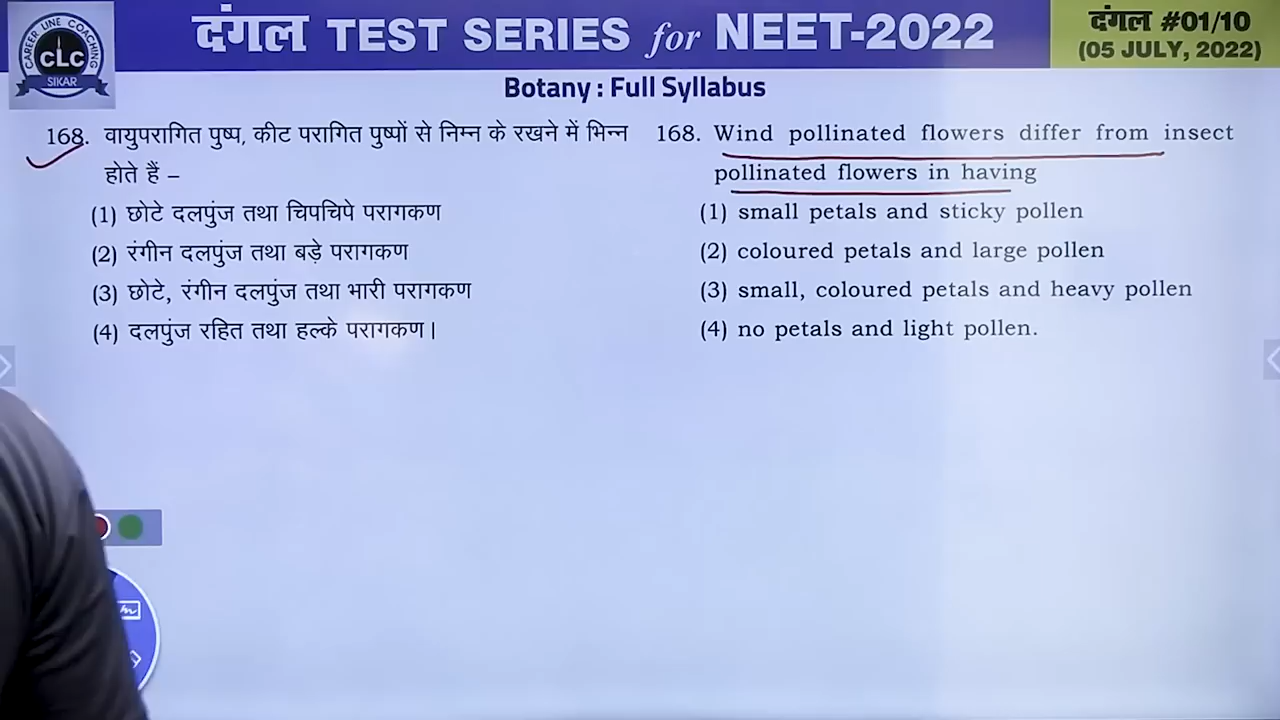 CAREER LINE COACHING
CLC
SIKAR
दंगल TEST SERIES for NEET-2022
दंगल #01/10
(05 JULY, 2022)
Botany : Full Syllabus
168. वायुपरागित पुष्प, कीट परागित पुष्पों से निम्न के रखने में भिन्न
होते हैं –
(1) छोटे दलपुंज तथा चिपचिपे परागकण
(2) रंगीन दलपुंज तथा बड़े परागकण
(3) छोटे, रंगीन दलपुंज तथा भारी परागकण
(4) दलपुंज रहित तथा हल्के परागकण।
168. Wind pollinated flowers differ from insect
pollinated flowers in having
(1) small petals and sticky pollen
(2) coloured petals and large pollen
(3) small, coloured petals and heavy pollen
(4) no petals and light pollen.